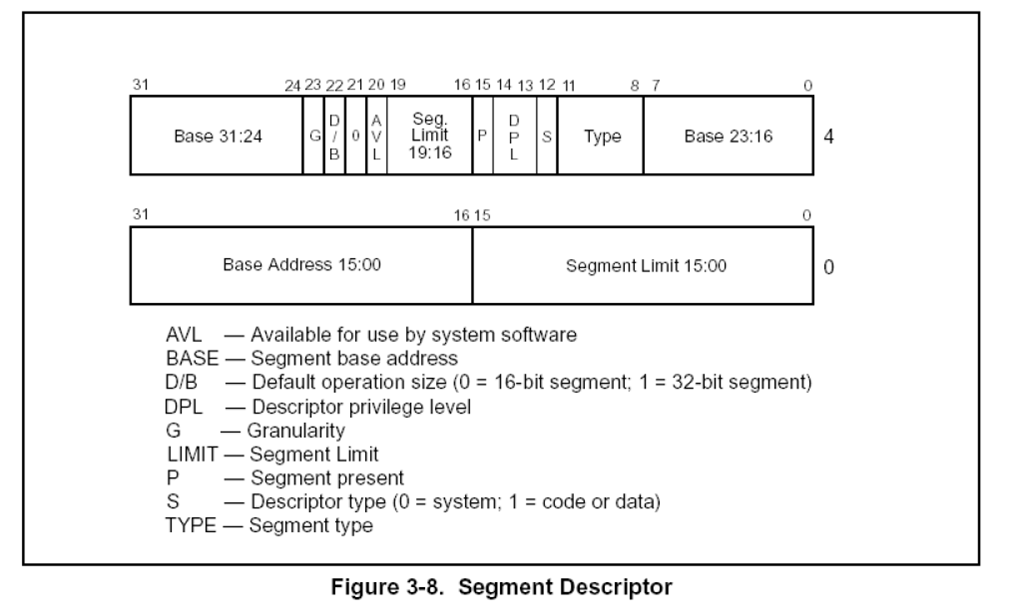 31 24 23 22 21 20 19 16 15 14 13 12 11 8 7 0
Base 31:24 G D/B 0 AVL Seg. Limit 19:16 P DPL S Type Base 23:16 4
31 16 15 0
Base Address 15:00 Segment Limit 15:00 0
AVL — Available for use by system software
BASE — Segment base address
D/B — Default operation size (0 = 16-bit segment; 1 = 32-bit segment)
DPL — Descriptor privilege level
G — Granularity
LIMIT — Segment Limit
P — Segment present
S — Descriptor type (0 = system; 1 = code or data)
TYPE — Segment type
Figure 3-8. Segment Descriptor